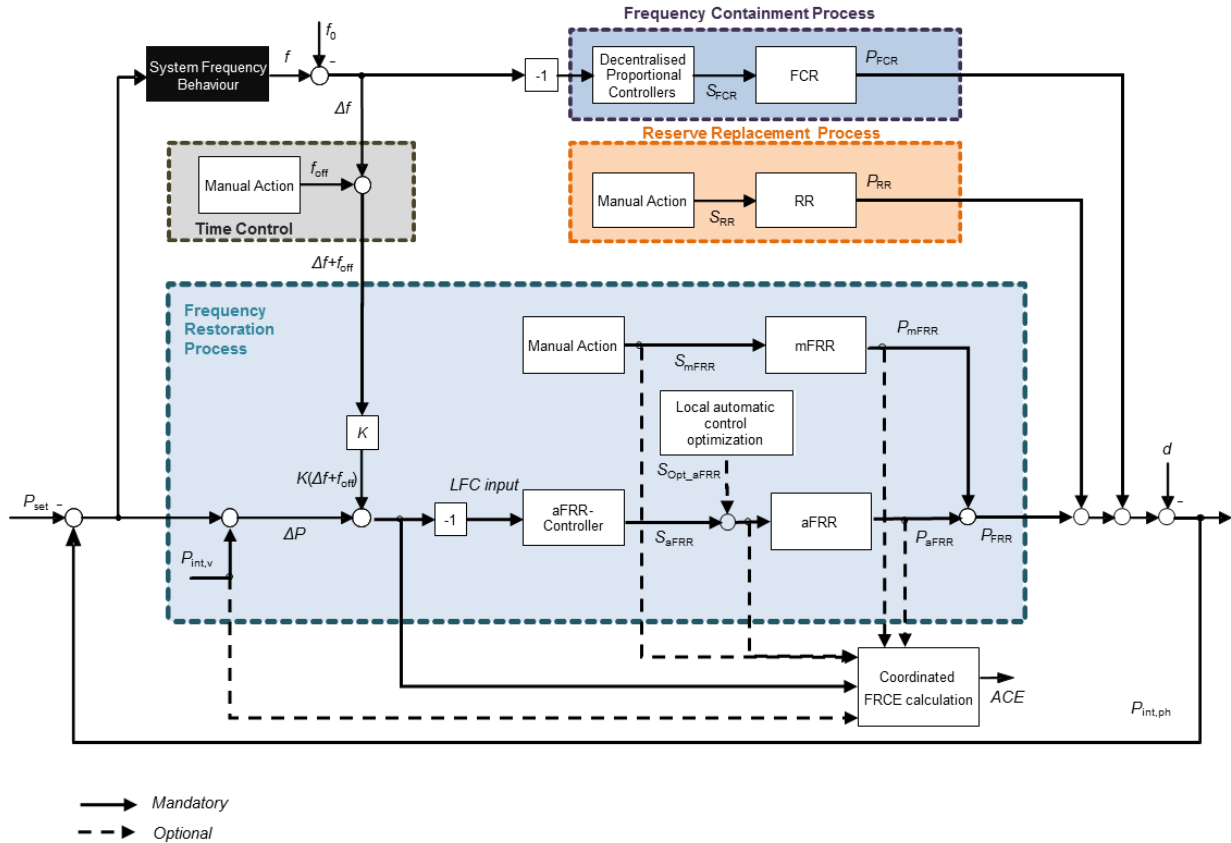 Frequency Containment Process
f0
f
-
System Frequency
Behaviour
-1
Decentralised
Proportional
Controllers
SFCR
FCR
PFCR
Δf
Reserve Replacement Process
Manual Action
foff
Time Control
Manual Action
SRR
RR
PRR
Δf+foff
Frequency
Restoration
Process
Manual Action
SmFRR
mFRR
PmFRR
Local automatic
control
optimization
K
SOpt_aFRR
d
K(Δf+foff)
LFC input
Pset
-
-
-1
aFRR-
Controller
SaFRR
aFRR
PaFRR
PFRR
ΔP
Pint,v
Coordinated
FRCE calculation
ACE
Pint,ph
Mandatory
Optional